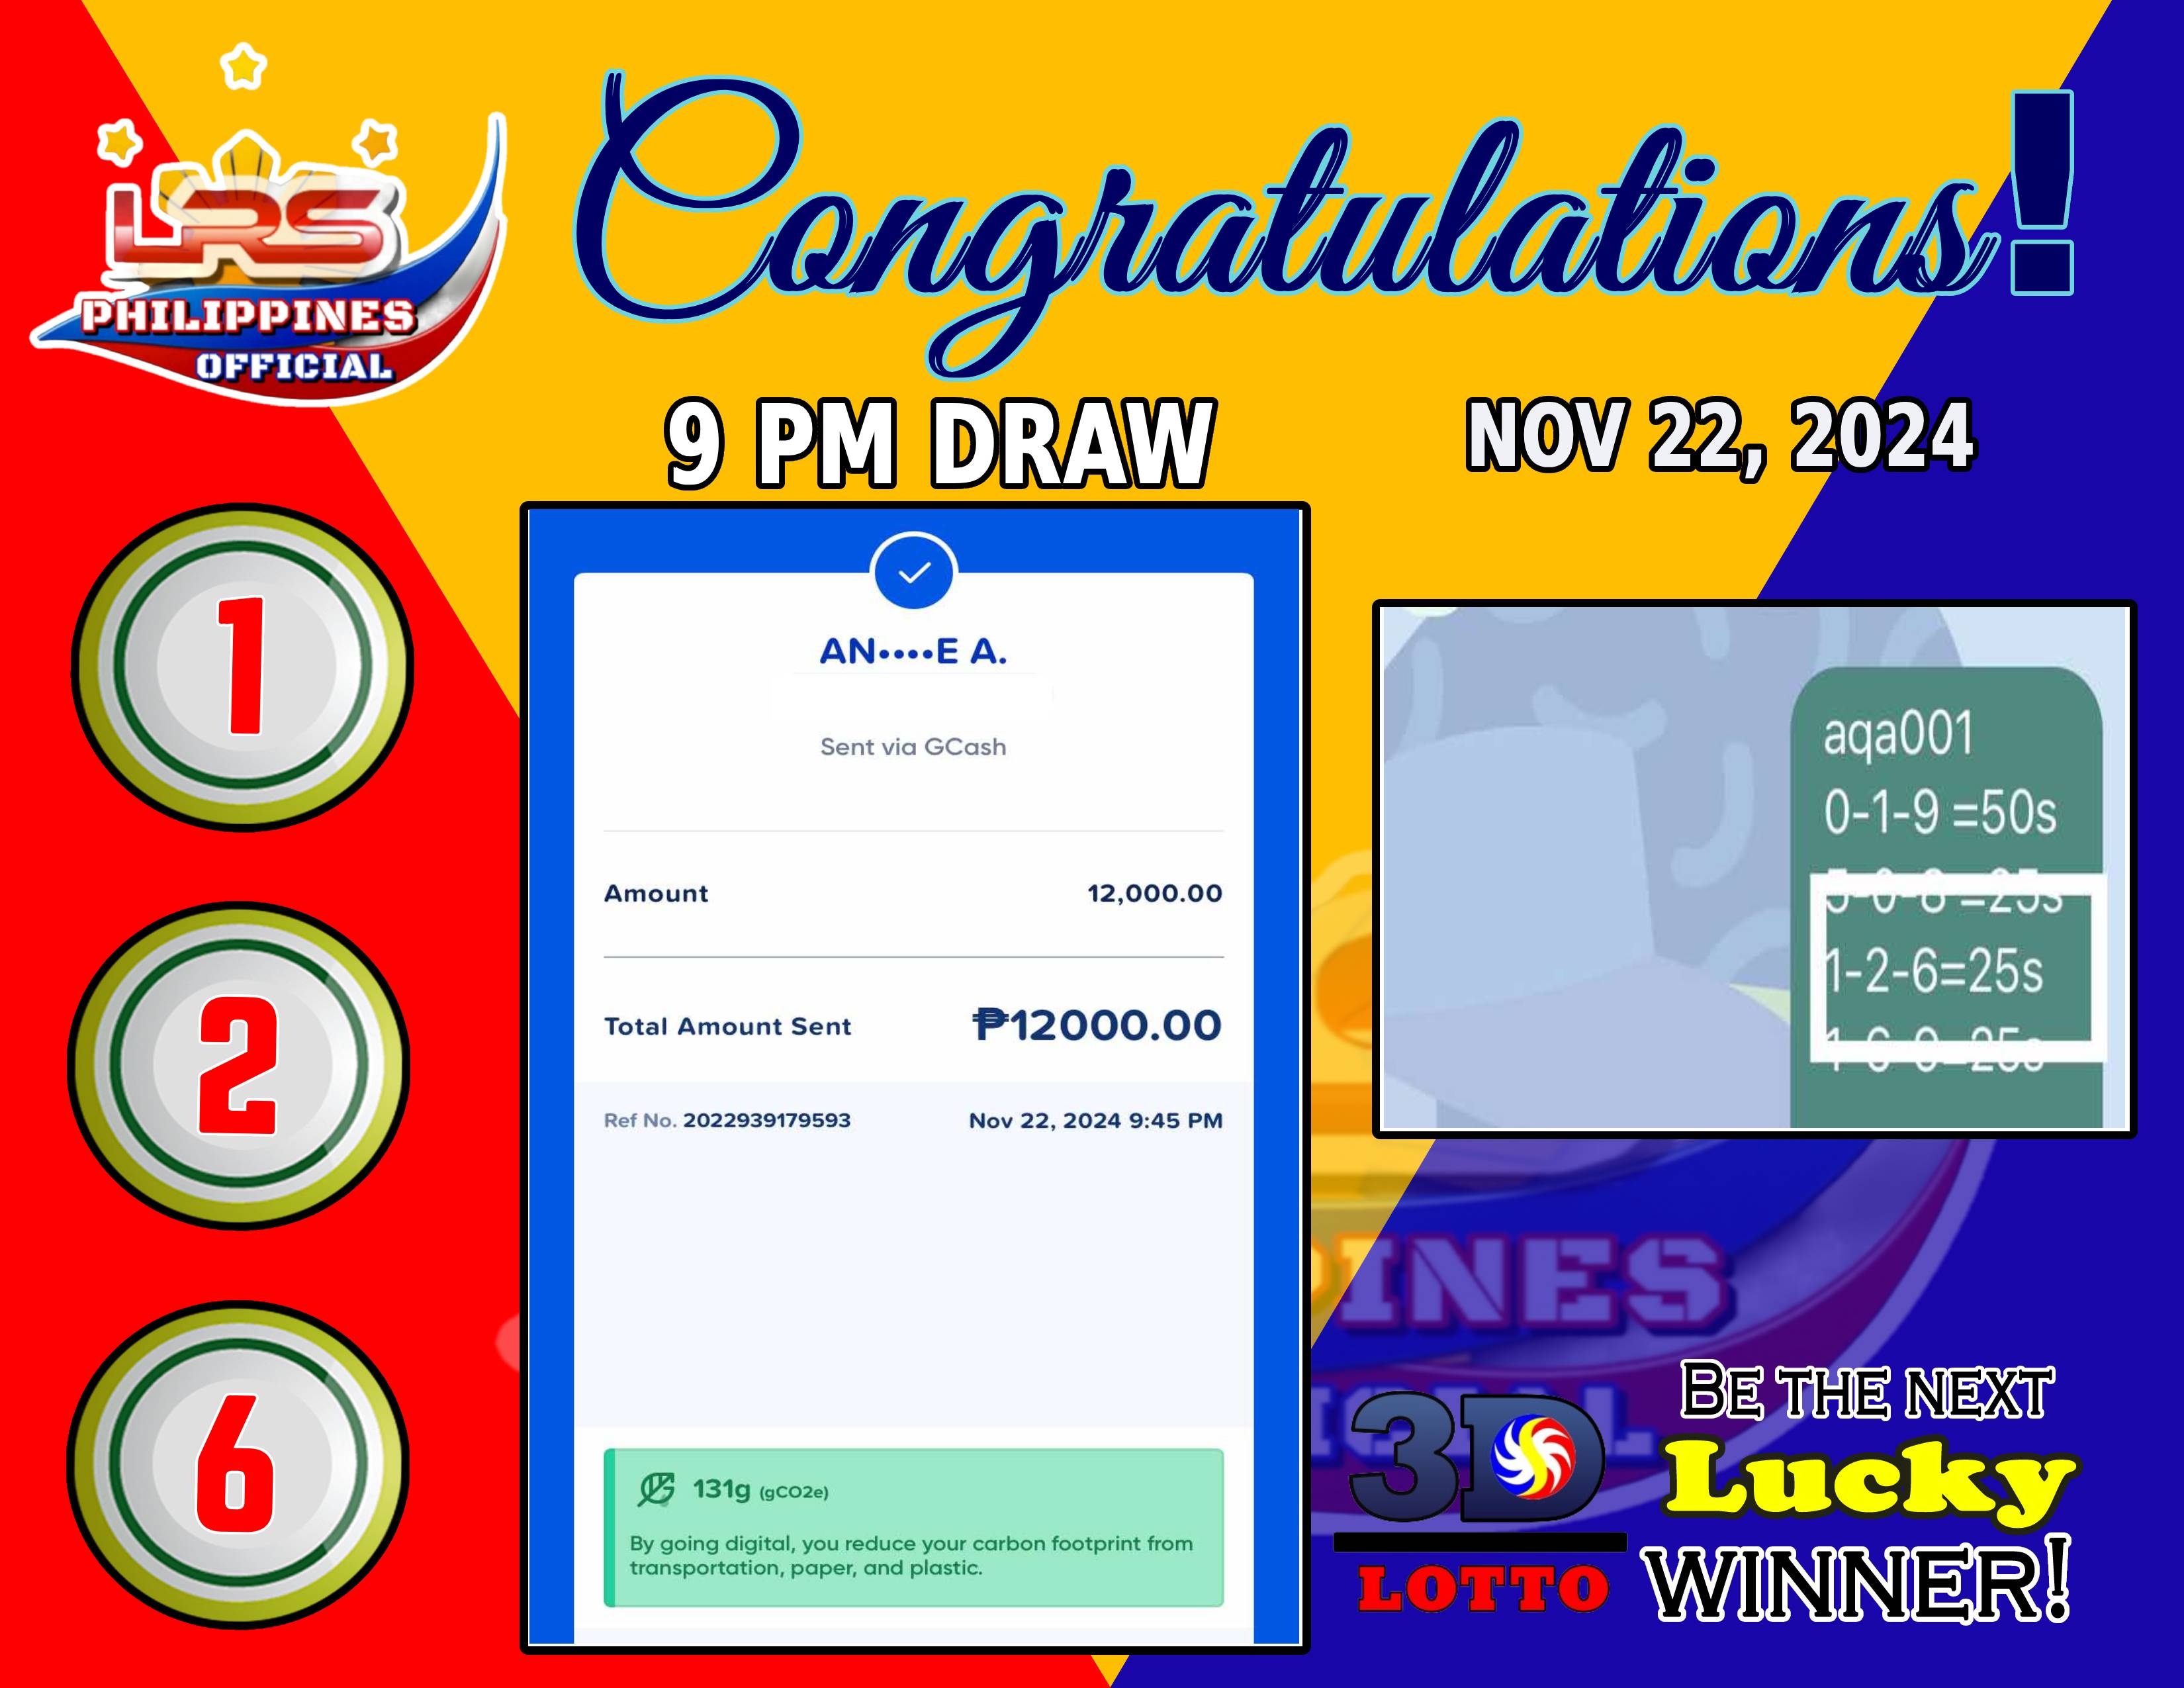 LRS
PHILIPPINES
OFFICIAL
Congratulations!
9 PM DRAW
NOV 22, 2024
1
2
6
AN••••E A.
Sent via GCash
Amount 12,000.00
Total Amount Sent ₱12000.00
Ref No. 2022939179593 Nov 22, 2024 9:45 PM
131g (gCO2e)
By going digital, you reduce your carbon footprint from
transportation, paper, and plastic.
aqa001
0-1-9 =50s
1-2-6=25s
PINES
3D
LOTTO
BE THE NEXT
Lucky
WINNER!